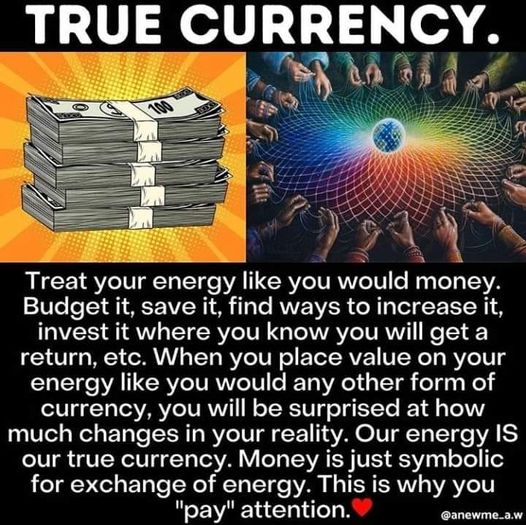 TRUE CURRENCY.
100
Treat your energy like you would money.
Budget it, save it, find ways to increase it,
invest it where you know you will get a
return, etc. When you place value on your
energy like you would any other form of
currency, you will be surprised at how
much changes in your reality. Our energy IS
our true currency. Money is just symbolic
for exchange of energy. This is why you
"pay" attention.❤
@anewme_a.w